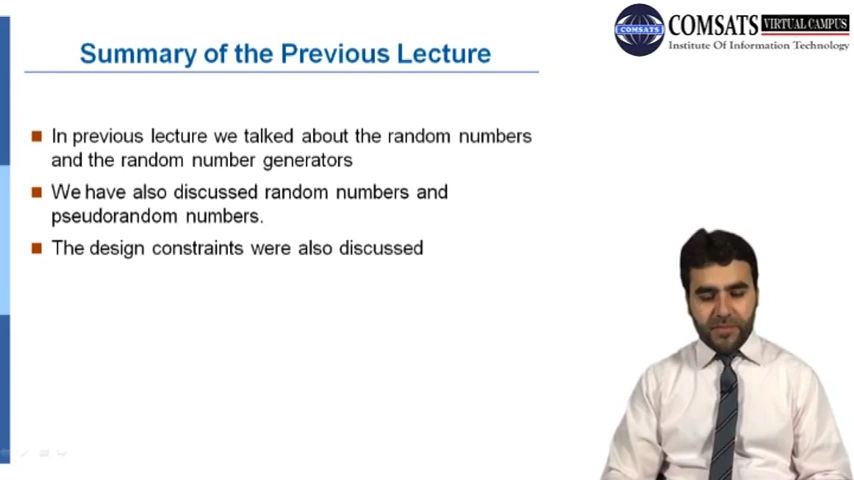 COMSATS
COMSATS VIRTUAL CAMPUS
Institute Of Information Technology
Summary of the Previous Lecture
In previous lecture we talked about the random numbers
and the random number generators
We have also discussed random numbers and
pseudorandom numbers.
The design constraints were also discussed